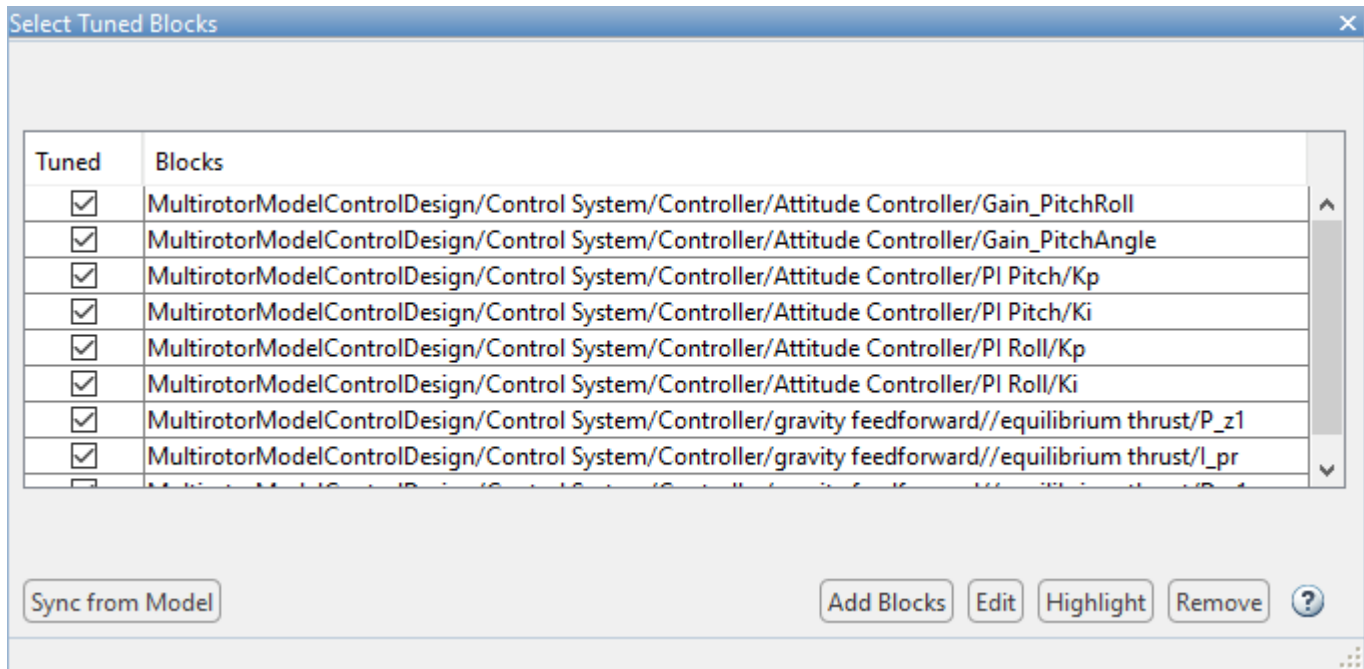 Select Tuned Blocks
Tuned Blocks
MultirotorModelControlDesign/Control System/Controller/Attitude Controller/Gain_PitchRoll
MultirotorModelControlDesign/Control System/Controller/Attitude Controller/Gain_PitchAngle
MultirotorModelControlDesign/Control System/Controller/Attitude Controller/PI Pitch/Kp
MultirotorModelControlDesign/Control System/Controller/Attitude Controller/PI Pitch/Ki
MultirotorModelControlDesign/Control System/Controller/Attitude Controller/PI Roll/Kp
MultirotorModelControlDesign/Control System/Controller/Attitude Controller/PI Roll/Ki
MultirotorModelControlDesign/Control System/Controller/gravity feedforward//equilibrium thrust/P_z1
MultirotorModelControlDesign/Control System/Controller/gravity feedforward//equilibrium thrust/I_pr
Sync from Model Add Blocks Edit Highlight Remove ?